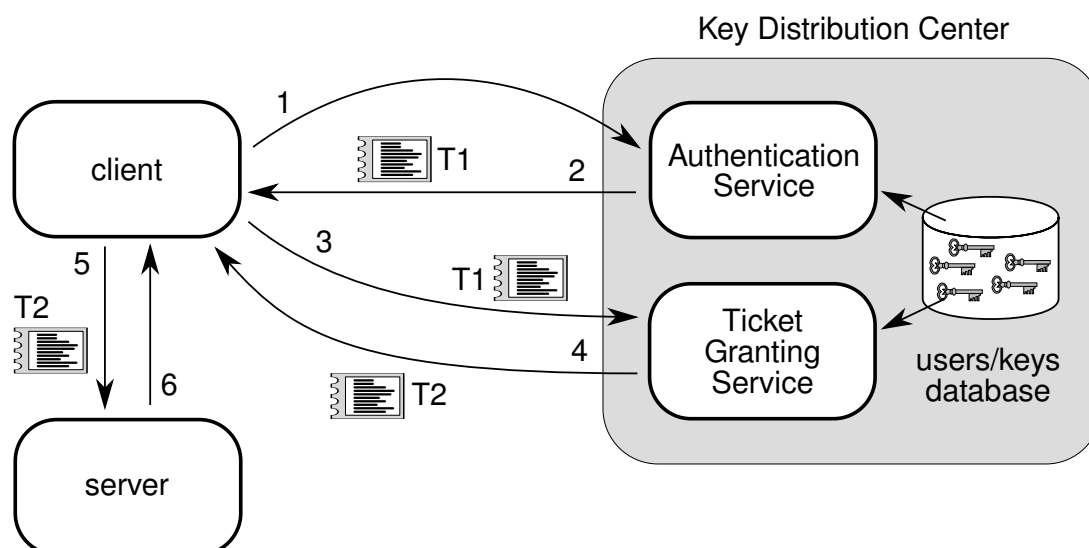 Key Distribution Center
1
client
T1
2
Authentication
Service
3
5
T1
T2
Ticket
Granting
Service
4
6
T2
users/keys
database
server